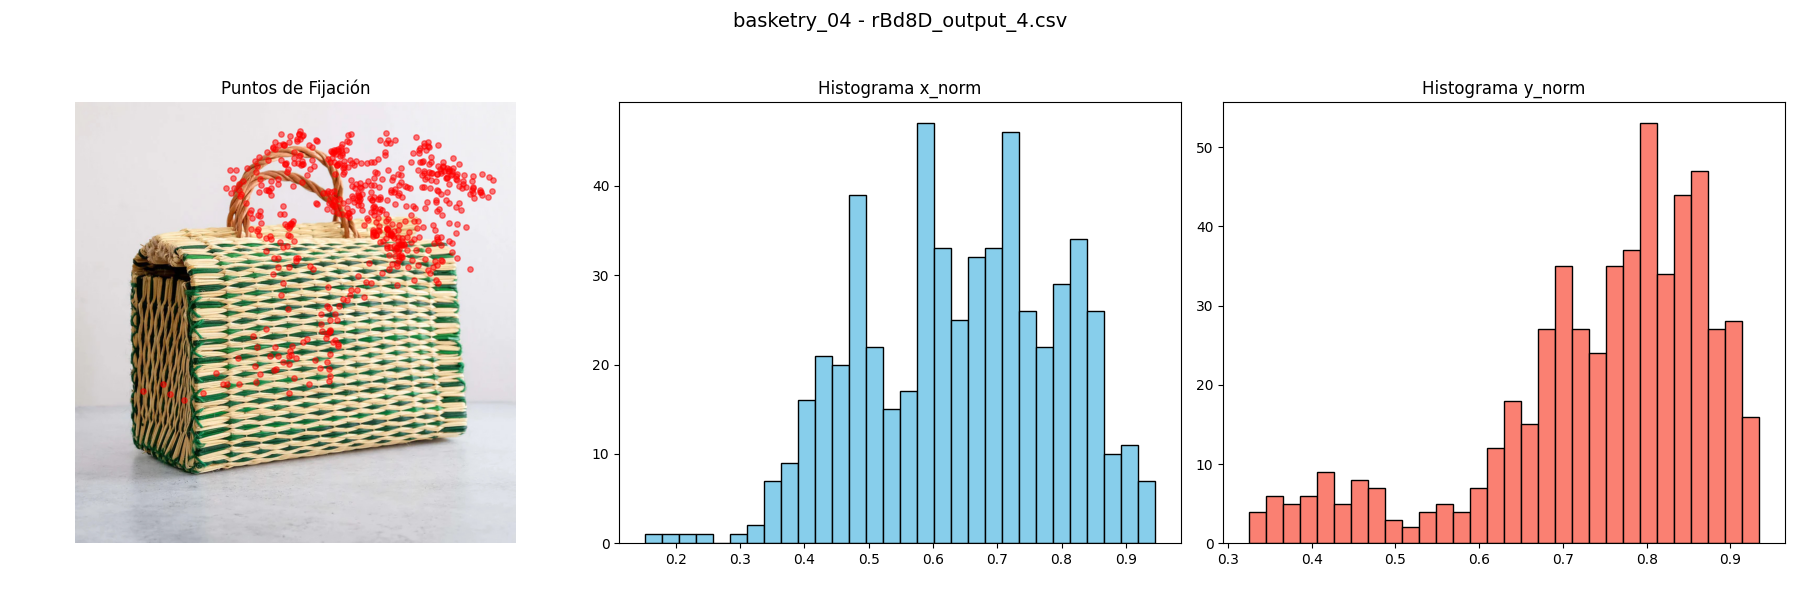 basketry_04 - rBd8D_output_4.csv
Puntos de Fijación
Histograma x_norm
Histograma y_norm
40
30
20
10
0
0.2 0.3 0.4 0.5 0.6 0.7 0.8 0.9
50
40
30
20
10
0
0.3 0.4 0.5 0.6 0.7 0.8 0.9